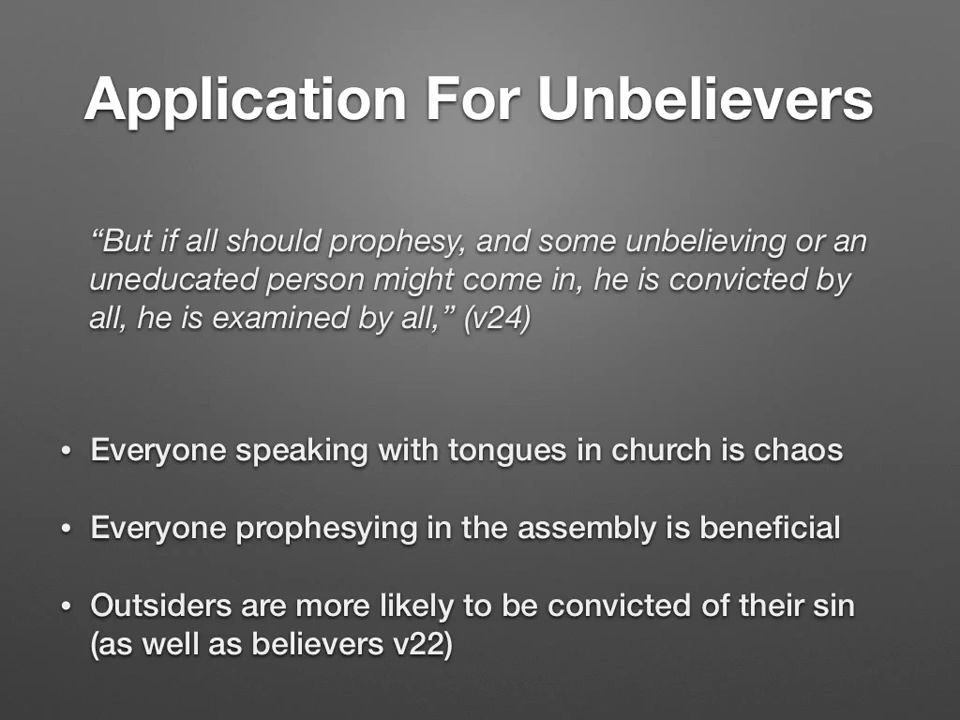 Application For Unbelievers
“But if all should prophesy, and some unbelieving or an
uneducated person might come in, he is convicted by
all, he is examined by all,” (v24)
• Everyone speaking with tongues in church is chaos
• Everyone prophesying in the assembly is beneficial
• Outsiders are more likely to be convicted of their sin
(as well as believers v22)